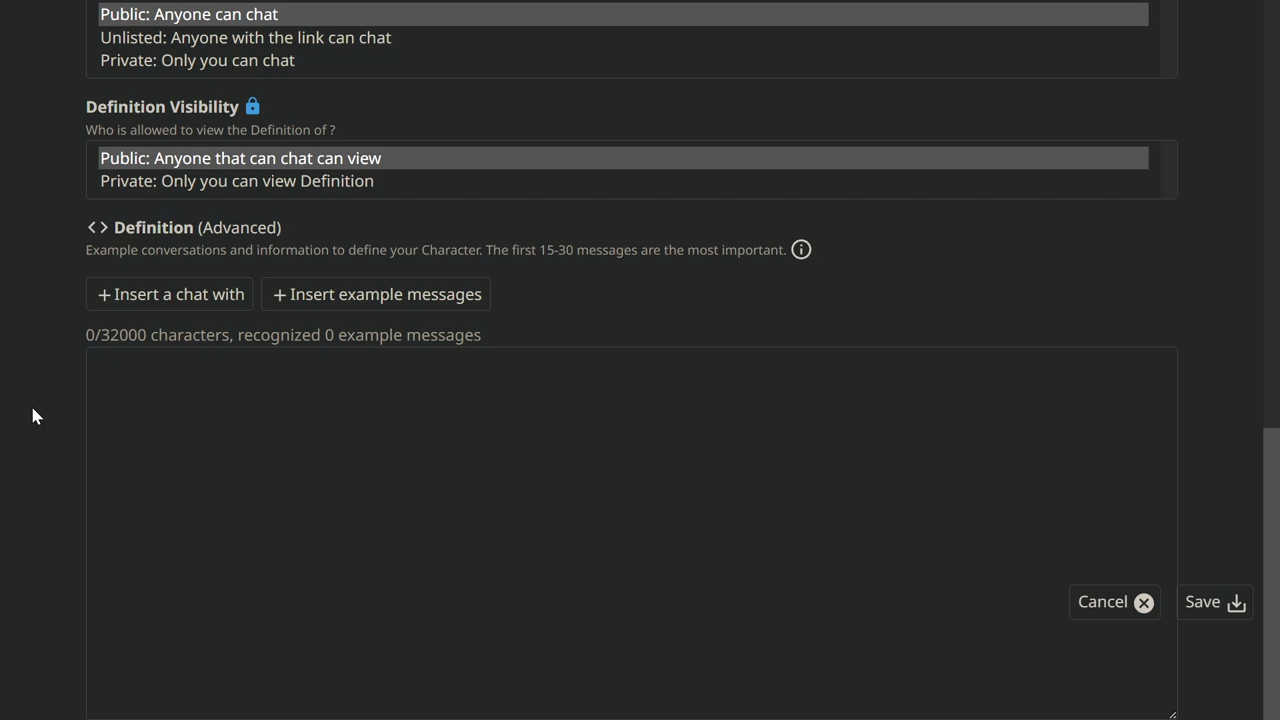 Public: Anyone can chat
Unlisted: Anyone with the link can chat
Private: Only you can chat
Definition Visibility
Who is allowed to view the Definition of ?
Public: Anyone that can chat can view
Private: Only you can view Definition
<> Definition (Advanced)
Example conversations and information to define your Character. The first 15-30 messages are the most important.
+ Insert a chat with
+ Insert example messages
0/32000 characters, recognized 0 example messages
Cancel
Save